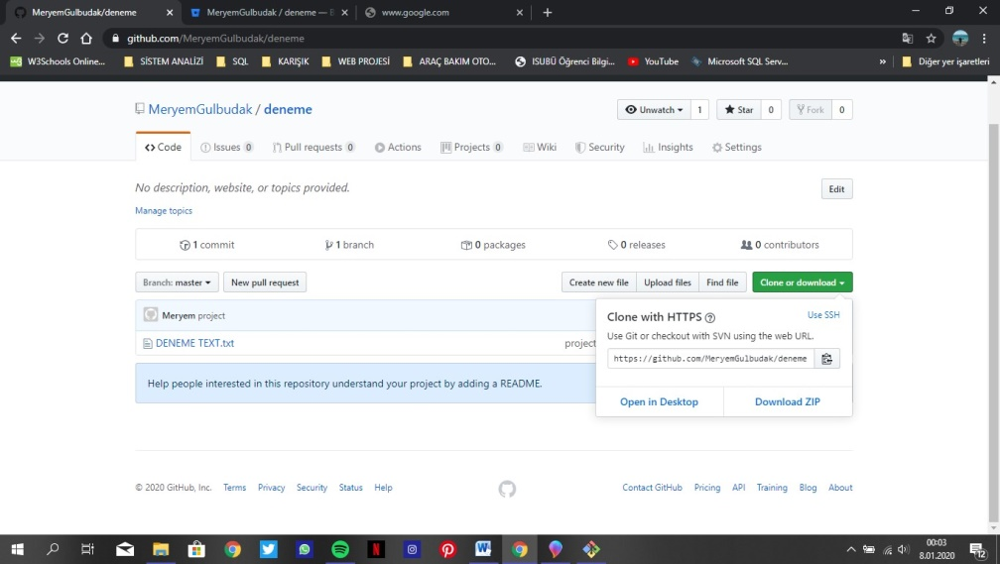 MeryemGulbudak/deneme
MeryemGulbudak / deneme — B
www.google.com
github.com/MeryemGulbudak/deneme
W3Schools Online...
SİSTEM ANALİZİ
SQL
KARIŞIK
WEB PROJESİ
ARAÇ BAKIM OTO...
ISUBÜ Öğrenci Bilgi...
YouTube
Microsoft SQL Serv...
»
Diğer yer işaretleri
MeryemGulbudak / deneme
Unwatch 1
Star 0
Fork 0
Code
Issues 0
Pull requests 0
Actions
Projects 0
Wiki
Security
Insights
Settings
No description, website, or topics provided.
Edit
Manage topics
1 commit
1 branch
0 packages
0 releases
0 contributors
Branch: master
New pull request
Create new file
Upload files
Find file
Clone or download
Meryem project
DENEME TEXT.txt
project
Help people interested in this repository understand your project by adding a README.
Clone with HTTPS
Use SSH
Use Git or checkout with SVN using the web URL.
https://github.com/MeryemGulbudak/deneme
Open in Desktop
Download ZIP
© 2020 GitHub, Inc.
Terms
Privacy
Security
Status
Help
Contact GitHub
Pricing
API
Training
Blog
About
00:03
8.01.2020
12